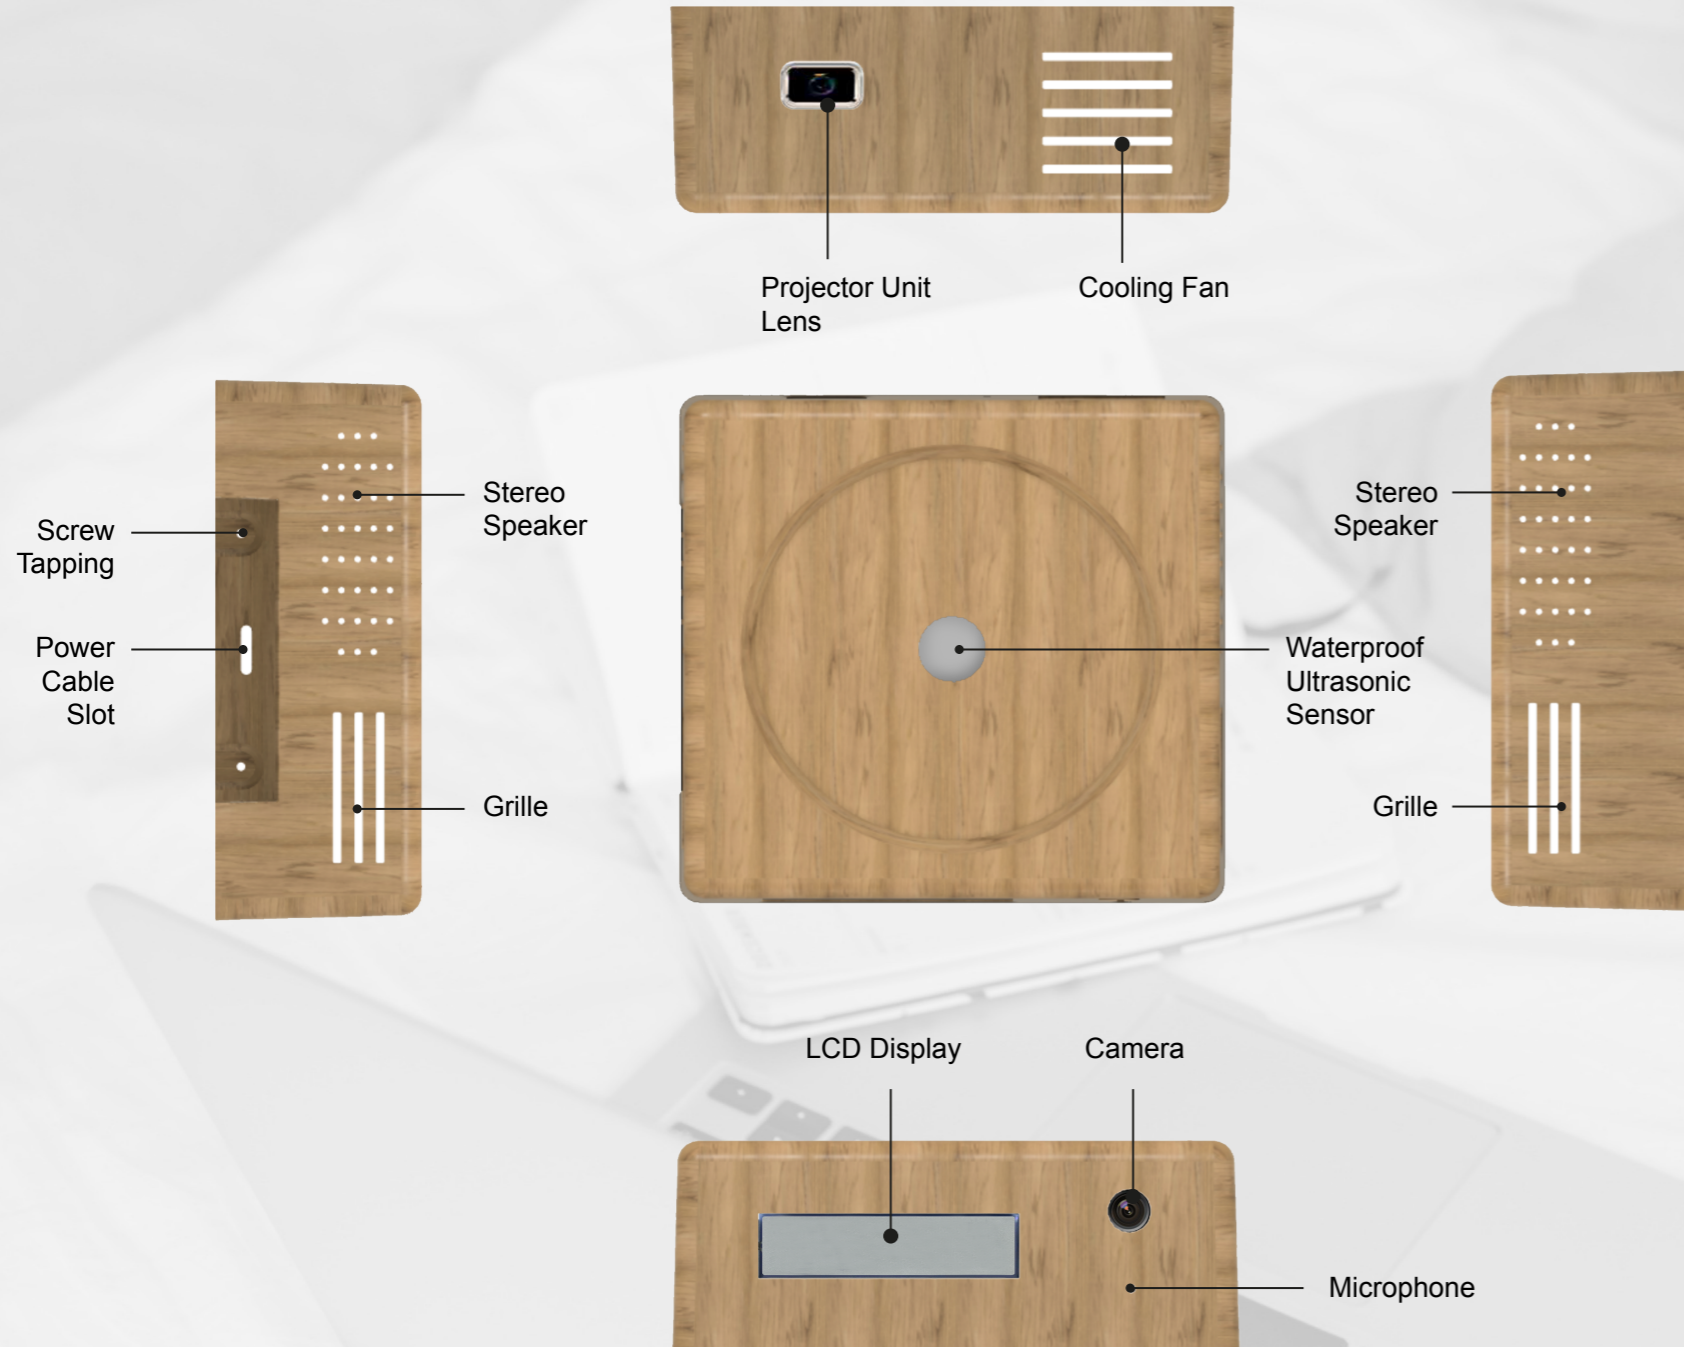 Projector Unit
Lens
Cooling Fan
Stereo
Speaker
Screw
Tapping
Power
Cable
Slot
Grille
Waterproof
Ultrasonic
Sensor
Stereo
Speaker
Grille
LCD Display
Camera
Microphone